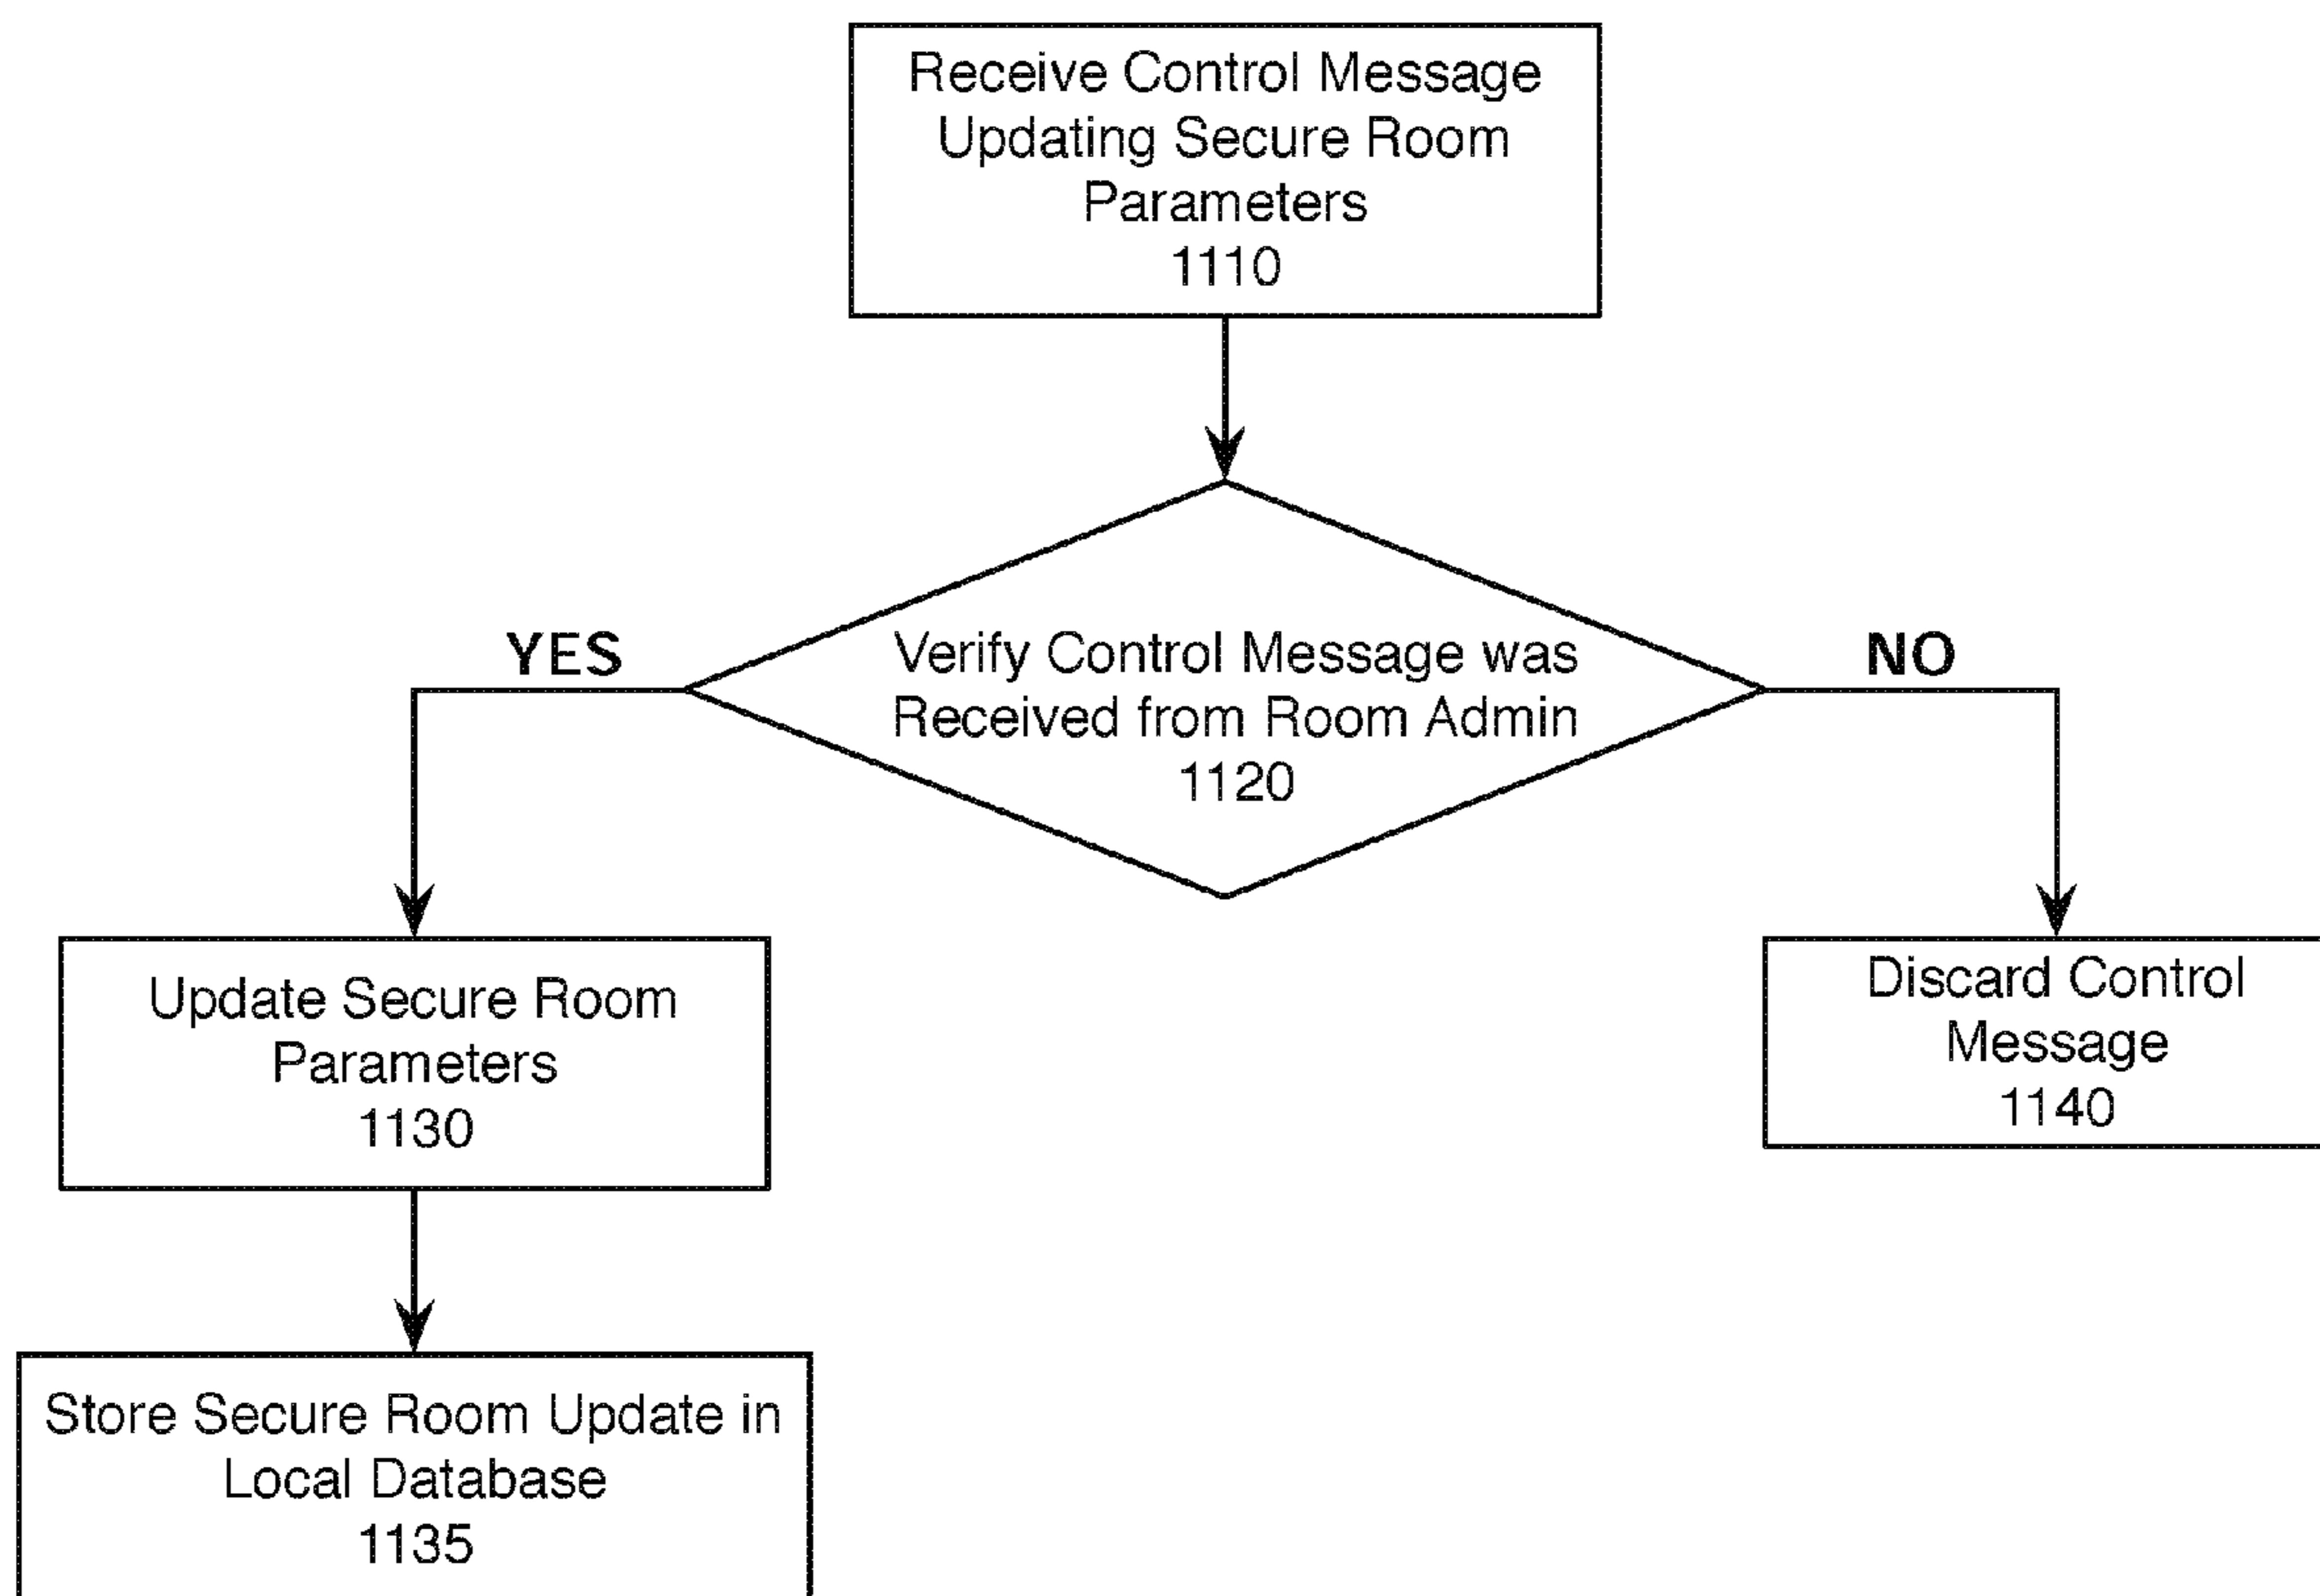 Receive Control Message
Updating Secure Room
Parameters
1110
YES
Verify Control Message was
Received from Room Admin
1120
NO
Update Secure Room
Parameters
1130
Discard Control
Message
1140
Store Secure Room Update in
Local Database
1135